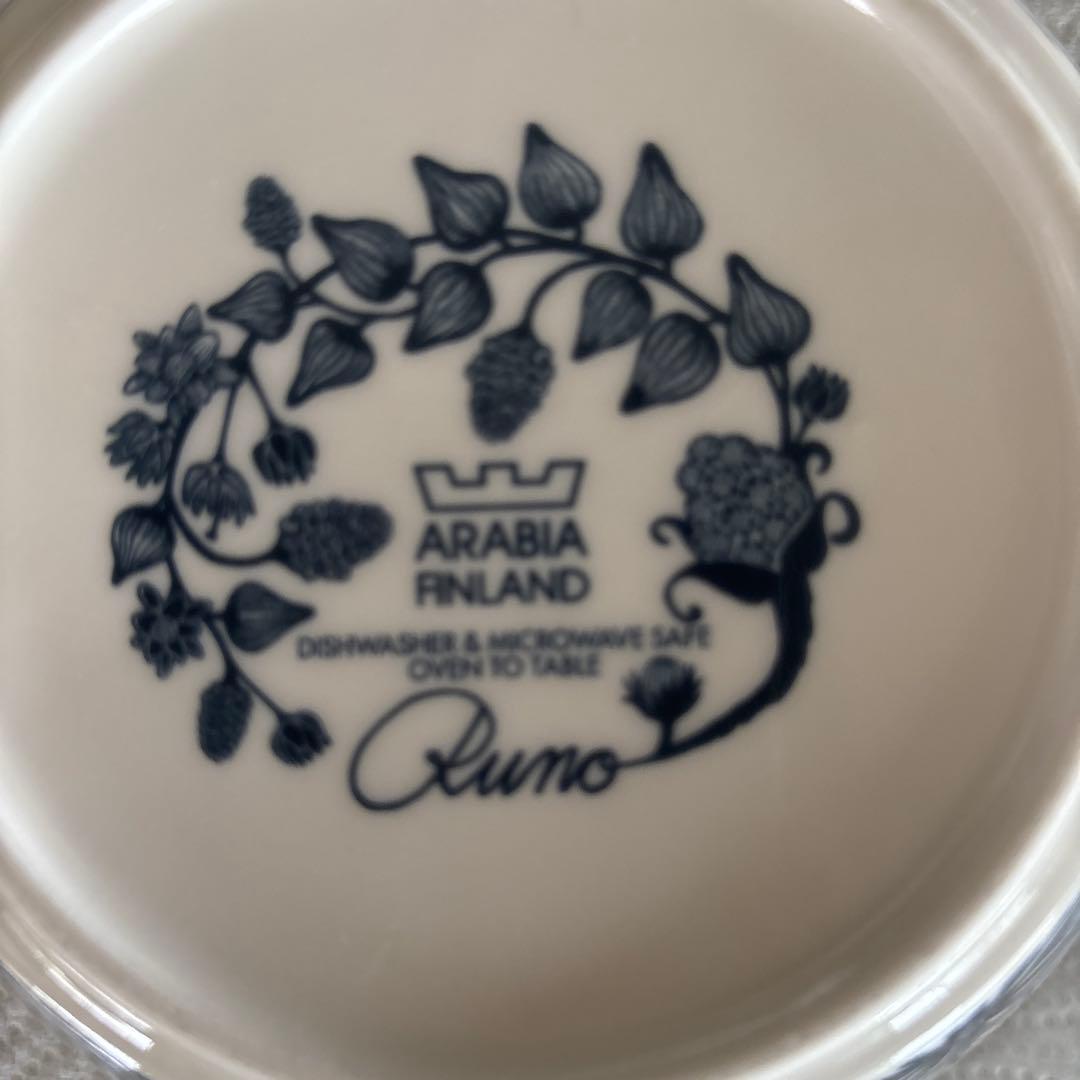 ARABIA
FINLAND
DISHWASHER & MICROWAVE SAFE
OVEN TO TABLE
Runo